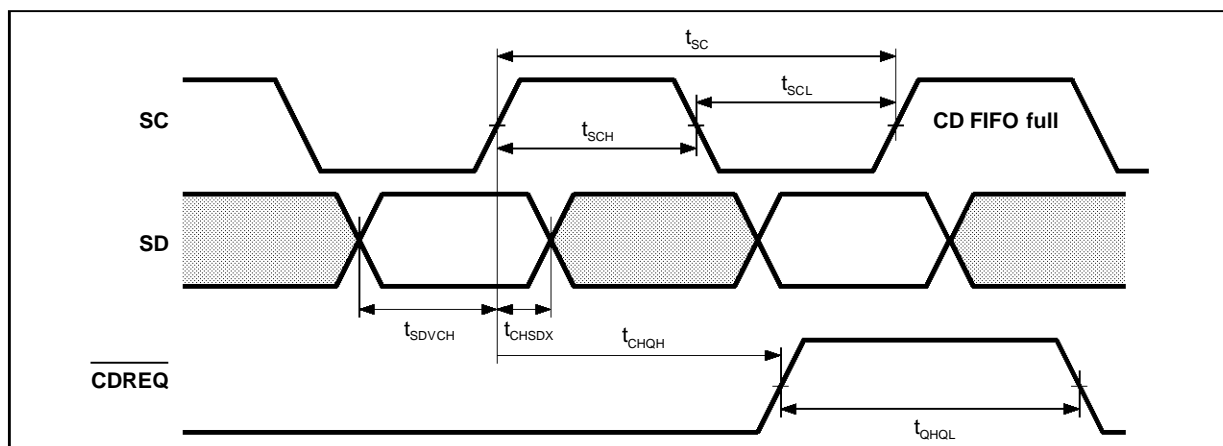 tSC
tSCL
SC
CD FIFO full
tSCH
SD
tSDVCH
tCHSDX
tCHQH
CDREQ
tQHQL